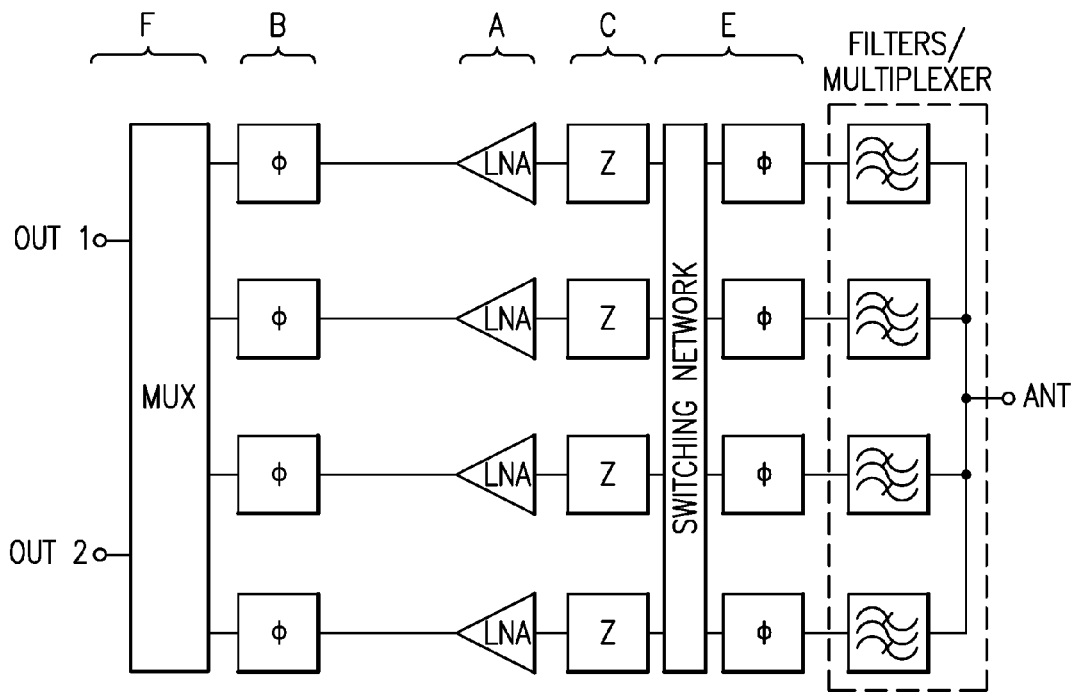 F B A C E
FILTERS/
MULTIPLEXER
ϕ LNA Z ϕ
OUT 1
ϕ LNA Z ϕ
MUX
SWITCHING NETWORK
ANT
ϕ LNA Z ϕ
OUT 2
ϕ LNA Z ϕ